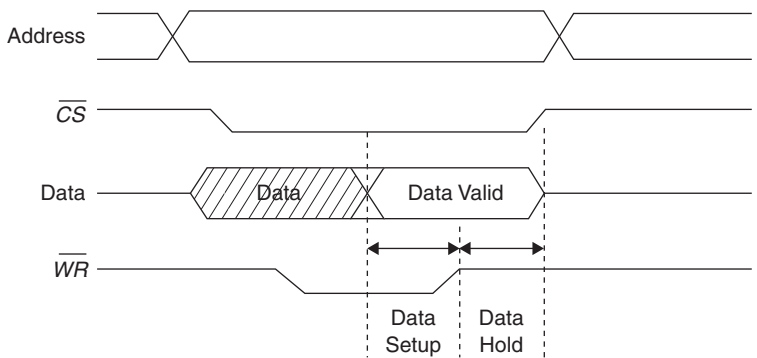 Address
CS
Data
Data
Data Valid
WR
Data Setup
Data Hold